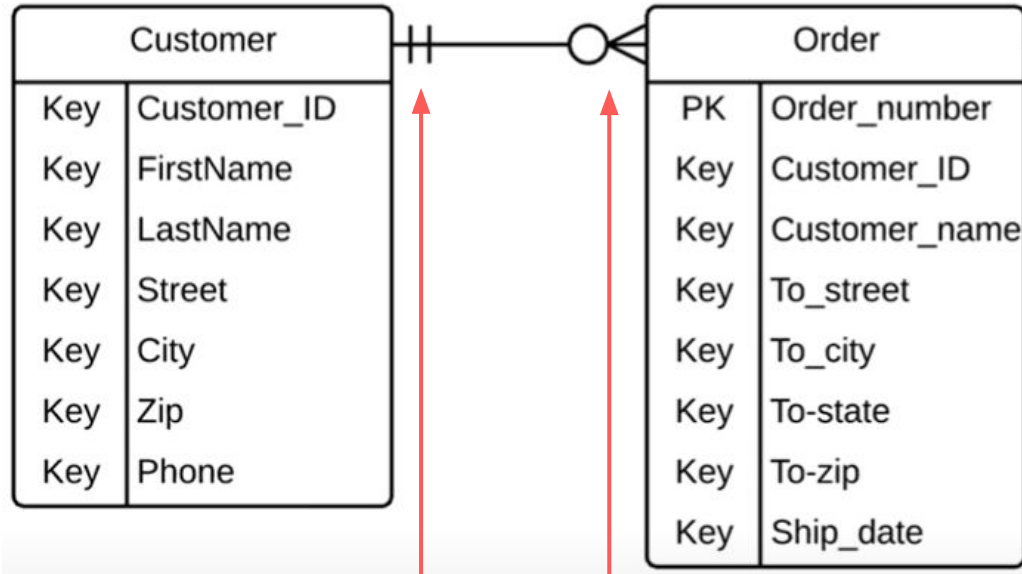 Customer
Key Customer_ID
Key FirstName
Key LastName
Key Street
Key City
Key Zip
Key Phone
Order
PK Order_number
Key Customer_ID
Key Customer_name
Key To_street
Key To_city
Key To-state
Key To-zip
Key Ship_date